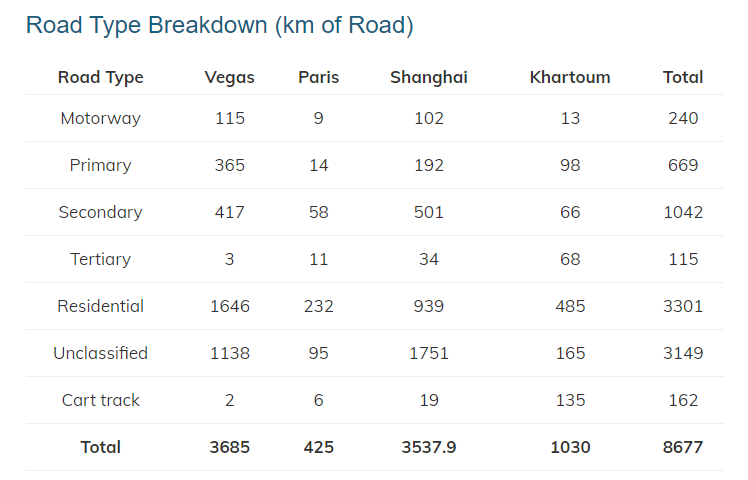 Road Type Breakdown (km of Road)
Road Type Vegas Paris Shanghai Khartoum Total
Motorway 115 9 102 13 240
Primary 365 14 192 98 669
Secondary 417 58 501 66 1042
Tertiary 3 11 34 68 115
Residential 1646 232 939 485 3301
Unclassified 1138 95 1751 165 3149
Cart track 2 6 19 135 162
Total 3685 425 3537.9 1030 8677